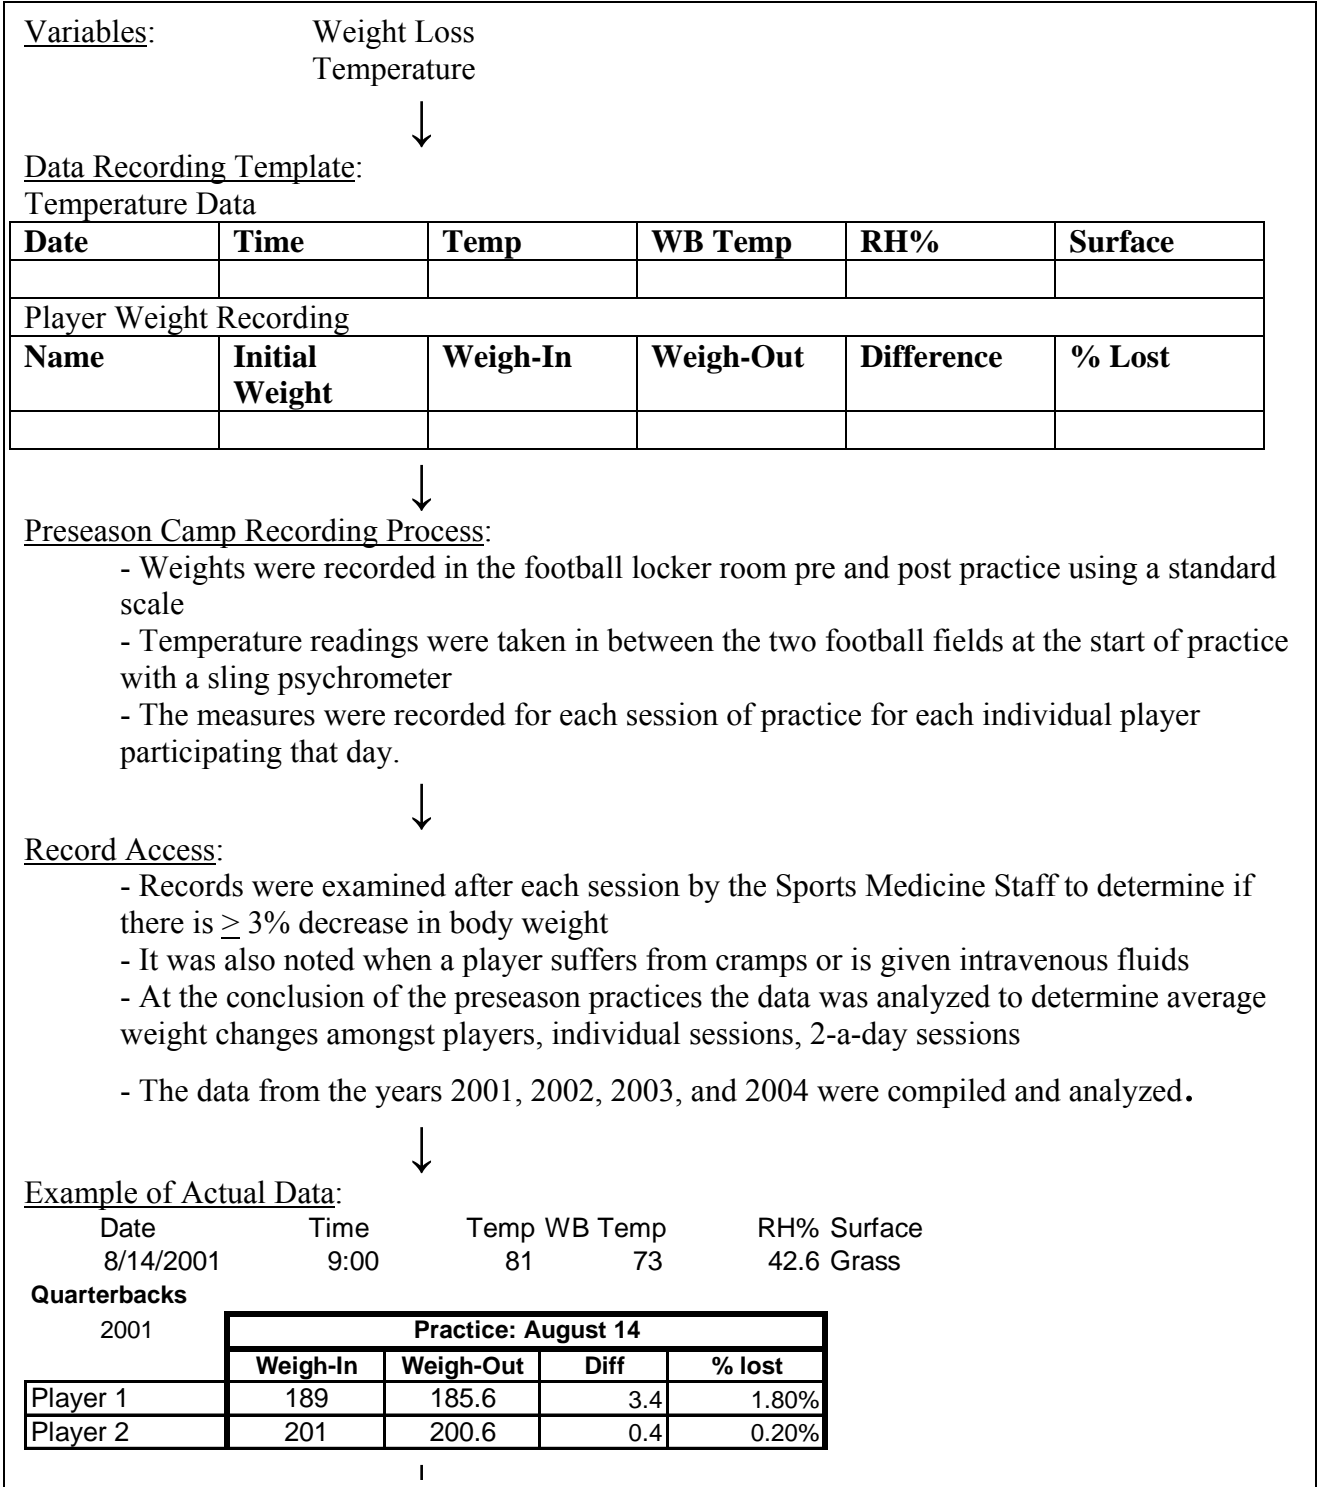 Variables: Weight Loss
Temperature
↓
Data Recording Template:
Temperature Data
Date Time Temp WB Temp RH% Surface
Player Weight Recording
Name Initial Weight Weigh-In Weigh-Out Difference % Lost
↓
Preseason Camp Recording Process:
- Weights were recorded in the football locker room pre and post practice using a standard
scale
- Temperature readings were taken in between the two football fields at the start of practice
with a sling psychrometer
- The measures were recorded for each session of practice for each individual player
participating that day.
↓
Record Access:
- Records were examined after each session by the Sports Medicine Staff to determine if
there is ≥ 3% decrease in body weight
- It was also noted when a player suffers from cramps or is given intravenous fluids
- At the conclusion of the preseason practices the data was analyzed to determine average
weight changes amongst players, individual sessions, 2-a-day sessions
- The data from the years 2001, 2002, 2003, and 2004 were compiled and analyzed.
↓
Example of Actual Data:
Date Time Temp WB Temp RH% Surface
8/14/2001 9:00 81 73 42.6 Grass
Quarterbacks
2001 Practice: August 14
Weigh-In Weigh-Out Diff % lost
Player 1 189 185.6 3.4 1.80%
Player 2 201 200.6 0.4 0.20%